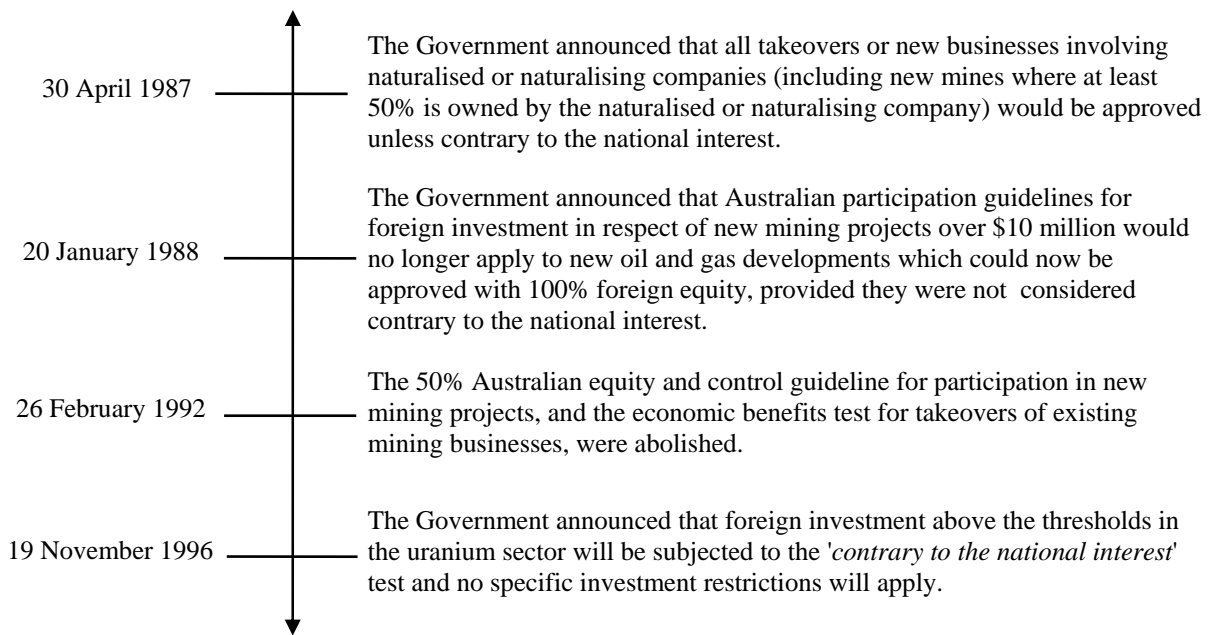 30 April 1987
The Government announced that all takeovers or new businesses involving
naturalised or naturalising companies (including new mines where at least
50% is owned by the naturalised or naturalising company) would be approved
unless contrary to the national interest.
20 January 1988
The Government announced that Australian participation guidelines for
foreign investment in respect of new mining projects over $10 million would
no longer apply to new oil and gas developments which could now be
approved with 100% foreign equity, provided they were not considered
contrary to the national interest.
26 February 1992
The 50% Australian equity and control guideline for participation in new
mining projects, and the economic benefits test for takeovers of existing
mining businesses, were abolished.
19 November 1996
The Government announced that foreign investment above the thresholds in
the uranium sector will be subjected to the 'contrary to the national interest'
test and no specific investment restrictions will apply.